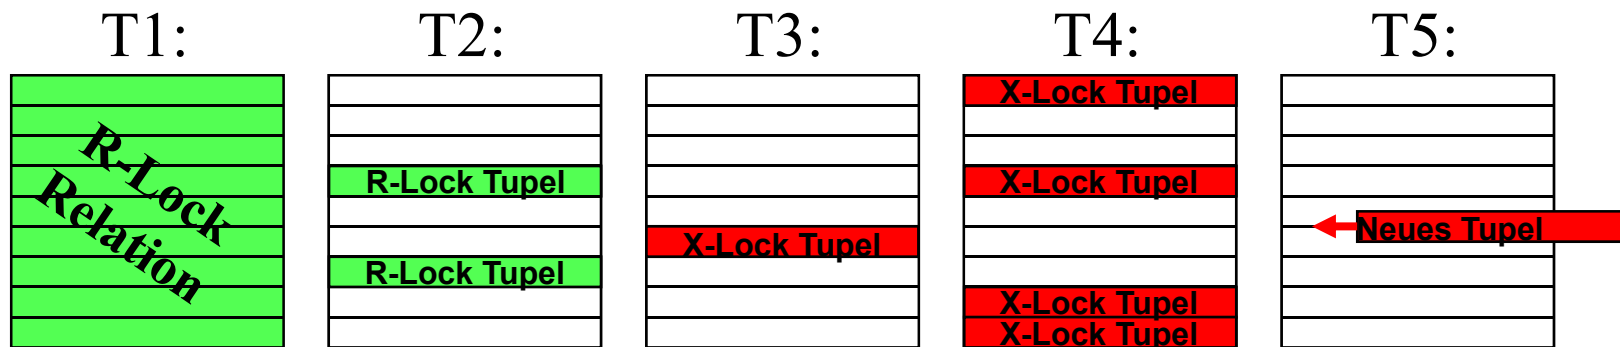 T1:
T2:
T3:
T4:
T5:
R-Lock
Relation
R-Lock Tupel
R-Lock Tupel
X-Lock Tupel
X-Lock Tupel
X-Lock Tupel
X-Lock Tupel
X-Lock Tupel
Neues Tupel